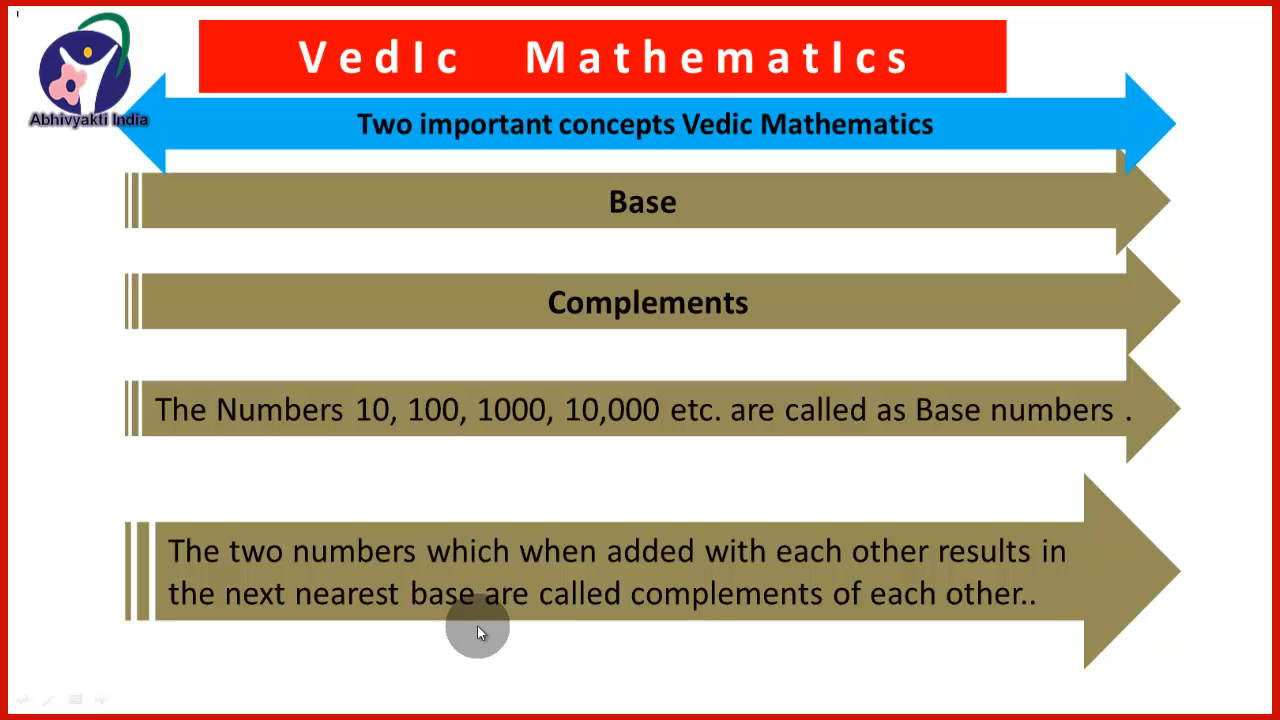 VedIc MathematIcs
Abhivyakti India
Two important concepts Vedic Mathematics
Base
Complements
The Numbers 10, 100, 1000, 10,000 etc. are called as Base numbers .
The two numbers which when added with each other results in
the next nearest base are called complements of each other..